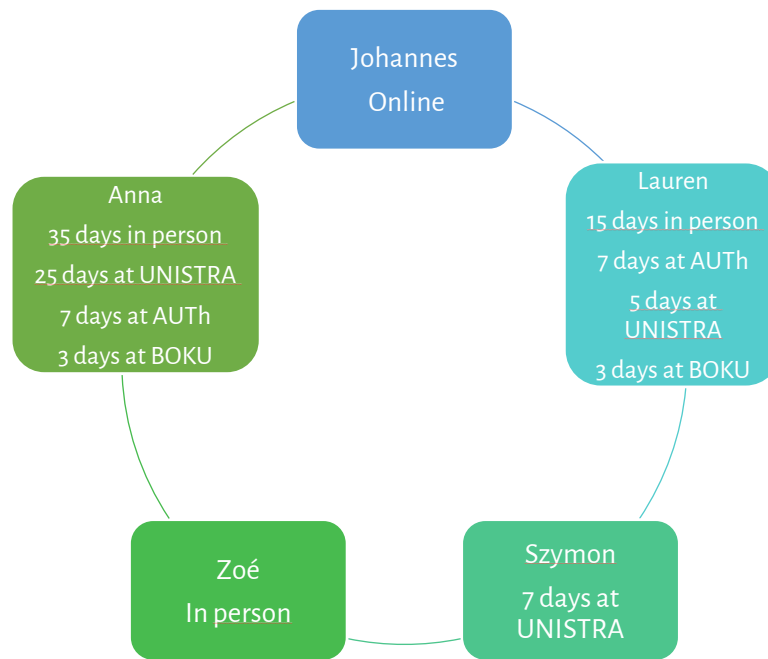 Johannes
Online
Anna
35 days in person
25 days at UNISTRA
7 days at AUTh
3 days at BOKU
Lauren
15 days in person
7 days at AUTh
5 days at
UNISTRA
3 days at BOKU
Zoé
In person
Szymon
7 days at
UNISTRA